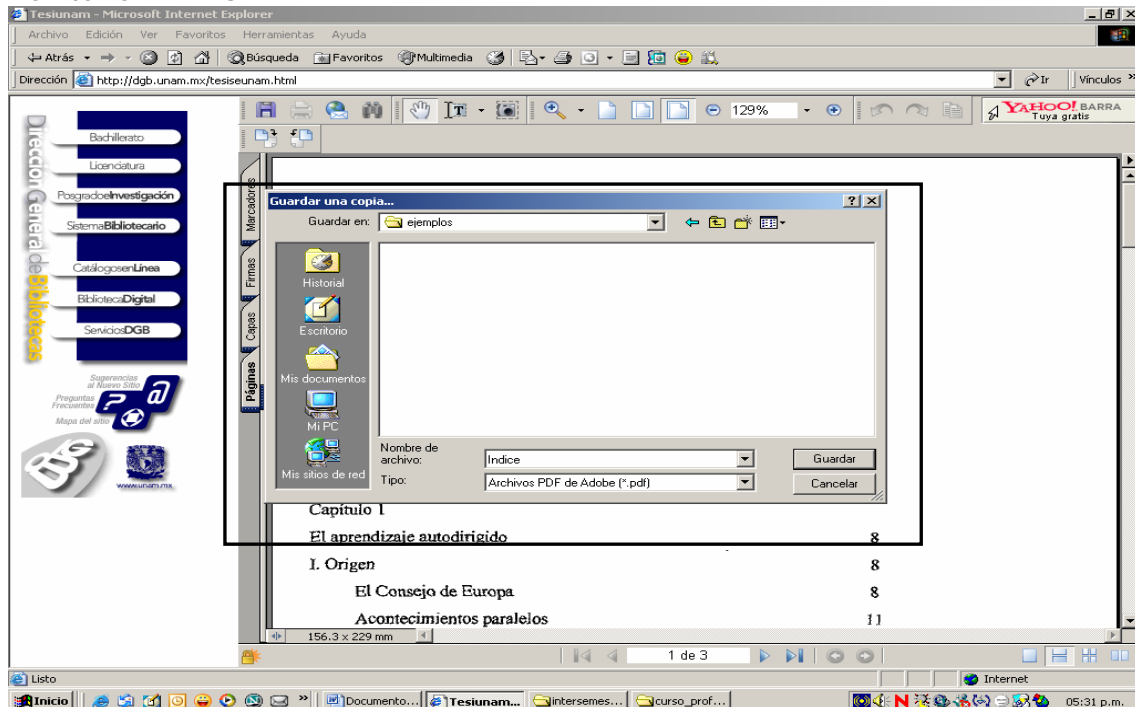 Tesiunam - Microsoft Internet Explorer
Archivo Edición Ver Favoritos Herramientas Ayuda
Atrás Búsqueda Favoritos Multimedia
Dirección http://dgb.unam.mx/tesiseunam.html Ir Vínculos »
129%
YAHOO! BARRA
Tuya gratis
Dirección General de Bibliotecas
Bachillerato
Licenciatura
PosgradoeInvestigación
SistemaBibliotecario
CatálogosenLínea
BibliotecaDigital
ServiciosDGB
Sugerencias
al Nuevo Sitio
Preguntas
Frecuentes
Mapa del sitio
DGB
www.unam.mx
Marcadores
Firmas
Capas
Páginas
Guardar una copia...
Guardar en: ejemplos
Historial
Escritorio
Mis documentos
Mi PC
Mis sitios de red
Nombre de
archivo: Indice Guardar
Tipo: Archivos PDF de Adobe (*.pdf) Cancelar
Capítulo 1
El aprendizaje autodirigido 8
I. Origen 8
El Consejo de Europa 8
Acontecimientos paralelos 11
156.3 x 229 mm
1 de 3
Listo Internet
Inicio » Documento... Tesiunam... intersemes... curso_prof... 05:31 p.m.